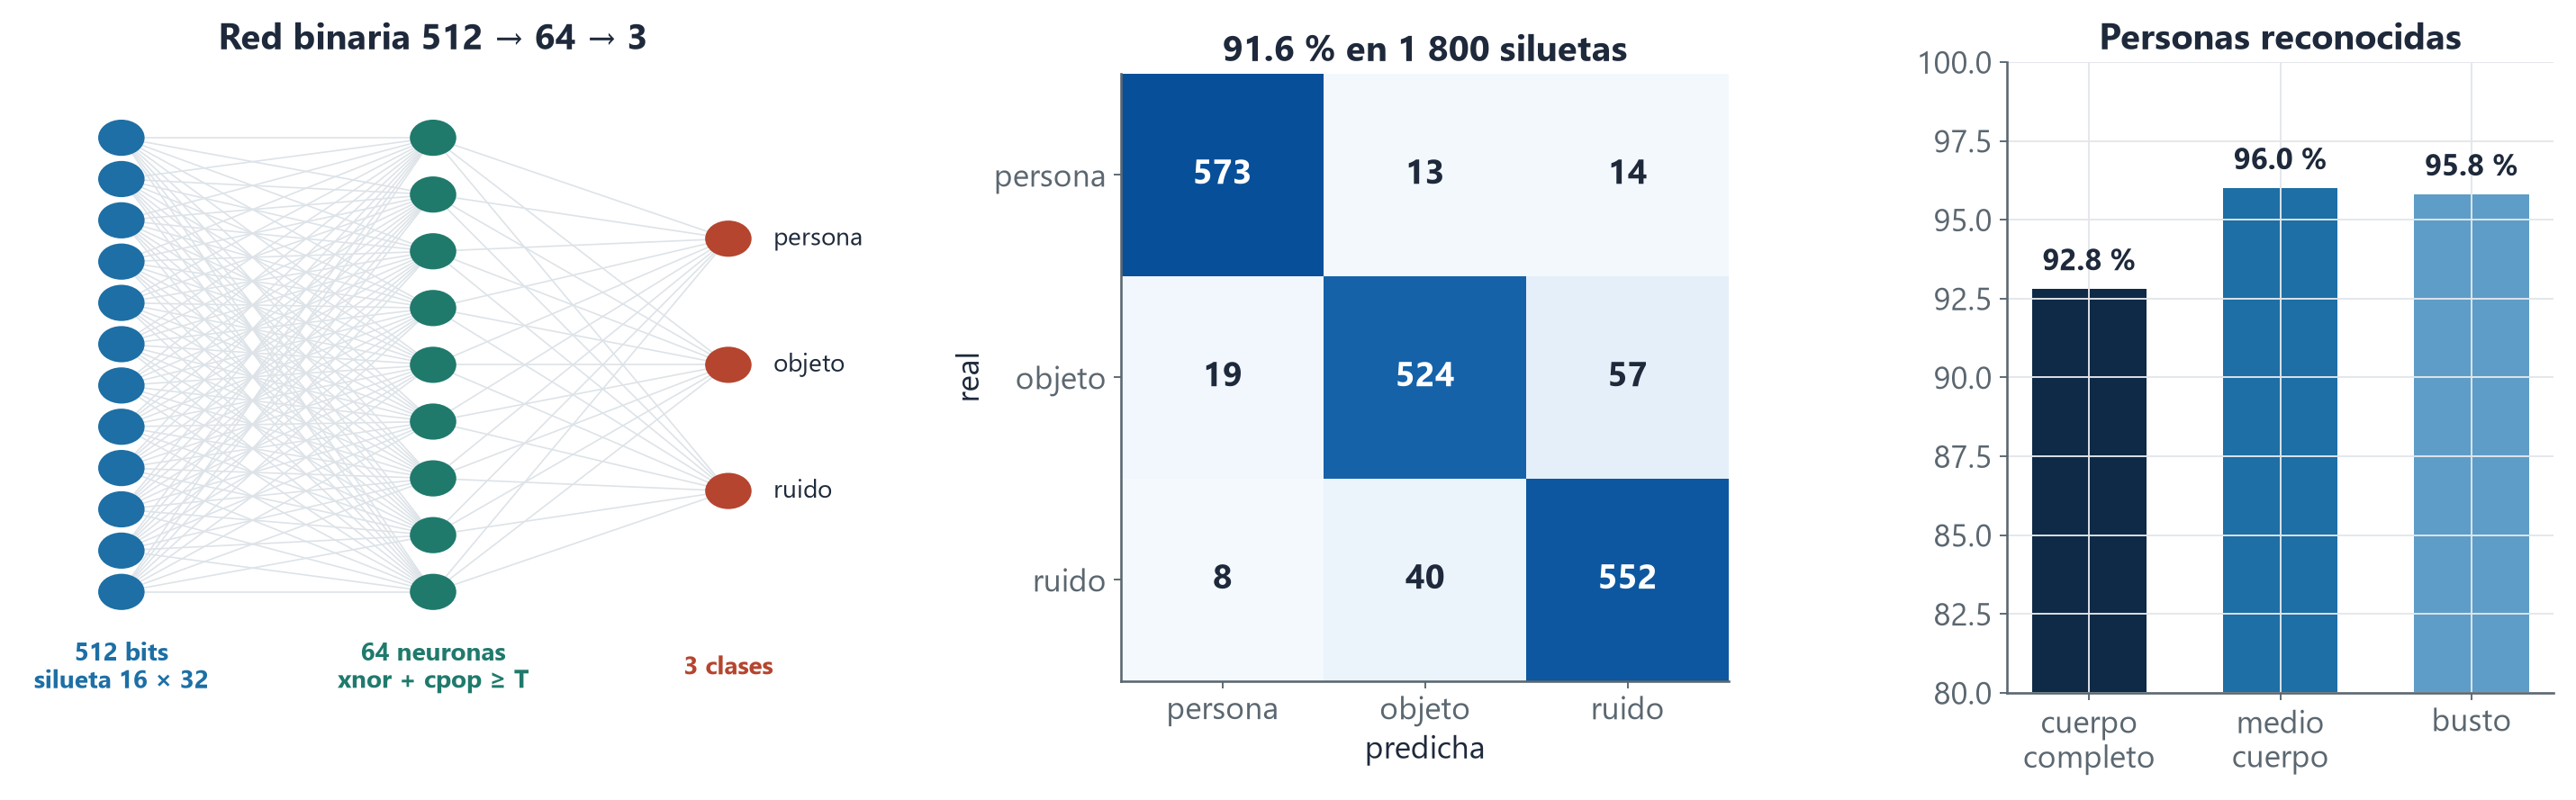 Red binaria 512 → 64 → 3
persona
objeto
ruido
512 bits
silueta 16 × 32
64 neuronas
xnor + cpop ≥ T
3 clases
91.6 % en 1 800 siluetas
real
persona
573
13
14
objeto
19
524
57
ruido
8
40
552
persona
objeto
ruido
predicha
Personas reconocidas
100.0
97.5
95.0
92.5
90.0
87.5
85.0
82.5
80.0
92.8 %
96.0 %
95.8 %
cuerpo
completo
medio
cuerpo
busto